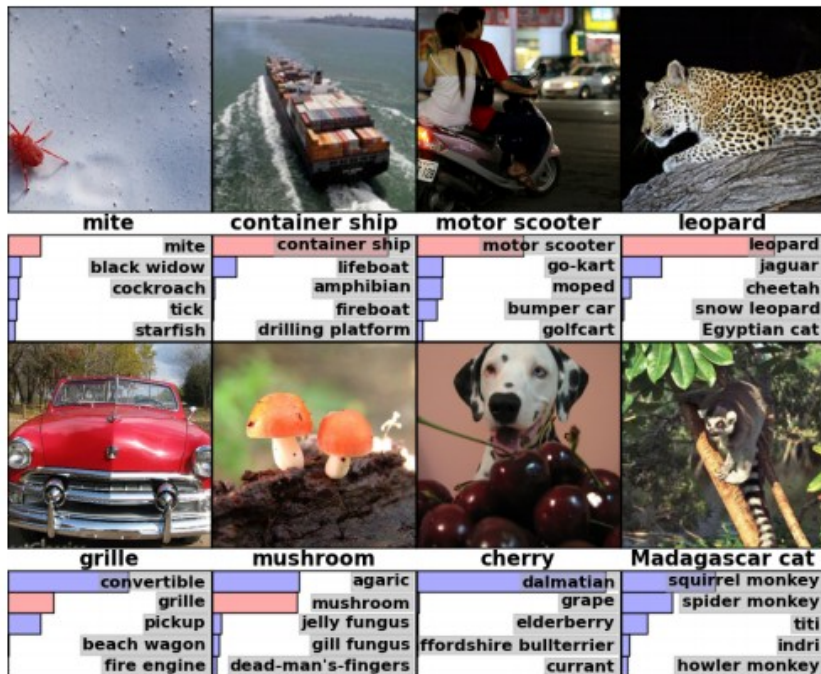 mite
container ship
motor scooter
leopard
mite
black widow
cockroach
tick
starfish
container ship
lifeboat
amphibian
fireboat
drilling platform
motor scooter
go-kart
moped
bumper car
golfcart
leopard
jaguar
cheetah
snow leopard
Egyptian cat
grille
mushroom
cherry
Madagascar cat
convertible
grille
pickup
beach wagon
fire engine
agaric
mushroom
jelly fungus
gill fungus
dead-man's-fingers
dalmatian
grape
elderberry
ffordshire bullterrier
currant
squirrel monkey
spider monkey
titi
indri
howler monkey